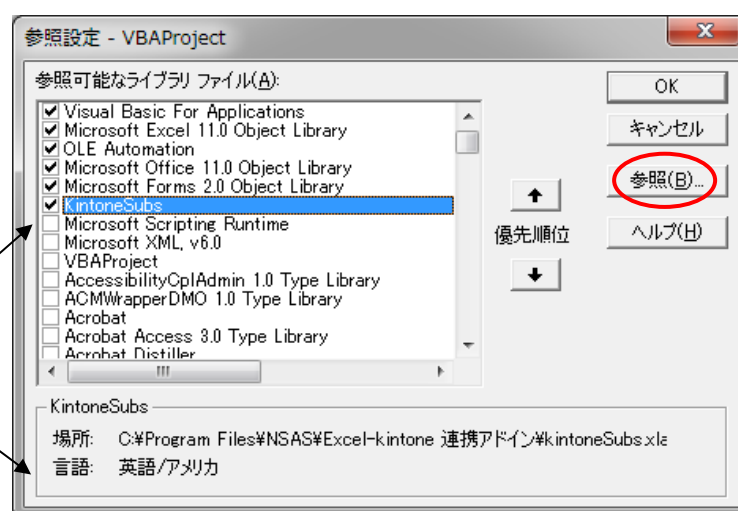 参照設定 - VBAProject
参照可能なライブラリ ファイル(A):
Visual Basic For Applications
Microsoft Excel 11.0 Object Library
OLE Automation
Microsoft Office 11.0 Object Library
Microsoft Forms 2.0 Object Library
KintoneSubs
Microsoft Scripting Runtime
Microsoft XML, v6.0
VBAProject
AccessibilityCplAdmin 1.0 Type Library
ACMWrapperDMO 1.0 Type Library
Acrobat
Acrobat Access 3.0 Type Library
Acrobat Distiller
優先順位
OK
キャンセル
参照(B)...
ヘルプ(H)
KintoneSubs
場所: C:¥Program Files¥NSAS¥Excel-kintone 連携アドイン¥kintoneSubs.xla
言語: 英語/アメリカ